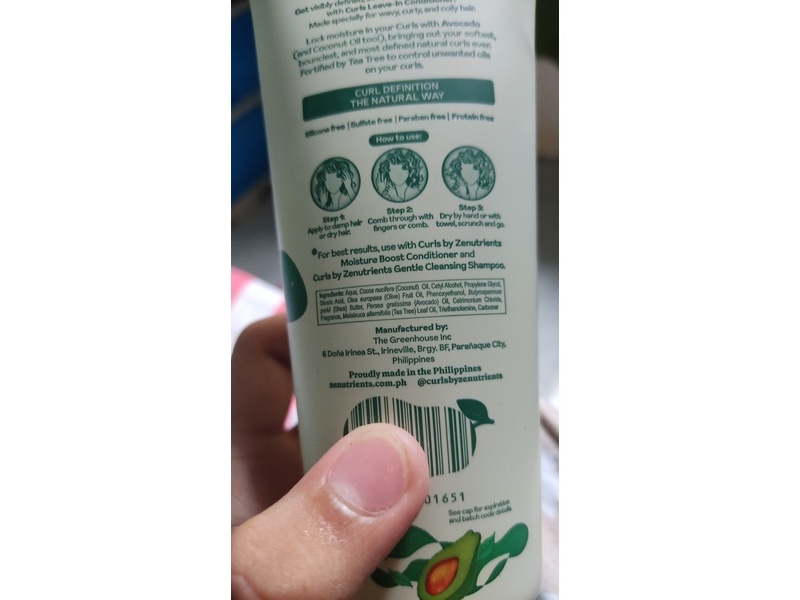 Get visibly defined,
with Curls Leave-In Conditioner.
Made specially for wavy, curly, and coily hair.
Lock moisture in your Curls with Avocado
(and Coconut Oil too!), bringing out your softest,
bounciest, and most defined natural curls ever.
Fortified by Tea Tree to control unwanted oils
on your curls.
CURL DEFINITION
THE NATURAL WAY
Silicone free | Sulfate free | Paraben free | Protein free
How to use:
Step 1:
Apply to damp hair
or dry hair.
Step 2:
Comb through with
fingers or comb.
Step 3:
Dry by hand or with
towel, scrunch and go.
*For best results, use with Curls by Zenutrients
Moisture Boost Conditioner and
Curls by Zenutrients Gentle Cleansing Shampoo.
Ingredients: Aqua, Cocos nucifera (Coconut) Oil, Cetyl Alcohol, Propylene Glycol,
Stearic Acid, Olea europaea (Olive) Fruit Oil, Phenoxyethanol, Butyrospermum
parkii (Shea) Butter, Persea gratissima (Avocado) Oil, Cetrimonium Chloride,
Fragrance, Melaleuca alternifolia (Tea Tree) Leaf Oil, Triethanolamine, Carbomer
Manufactured by:
The Greenhouse Inc
6 Doña Irinea St., Irineville, Brgy. BF, Parañaque City,
Philippines
Proudly made in the Philippines
zenutrients.com.ph @curlsbyzenutrients
01651
See cap for expiration
and batch code details